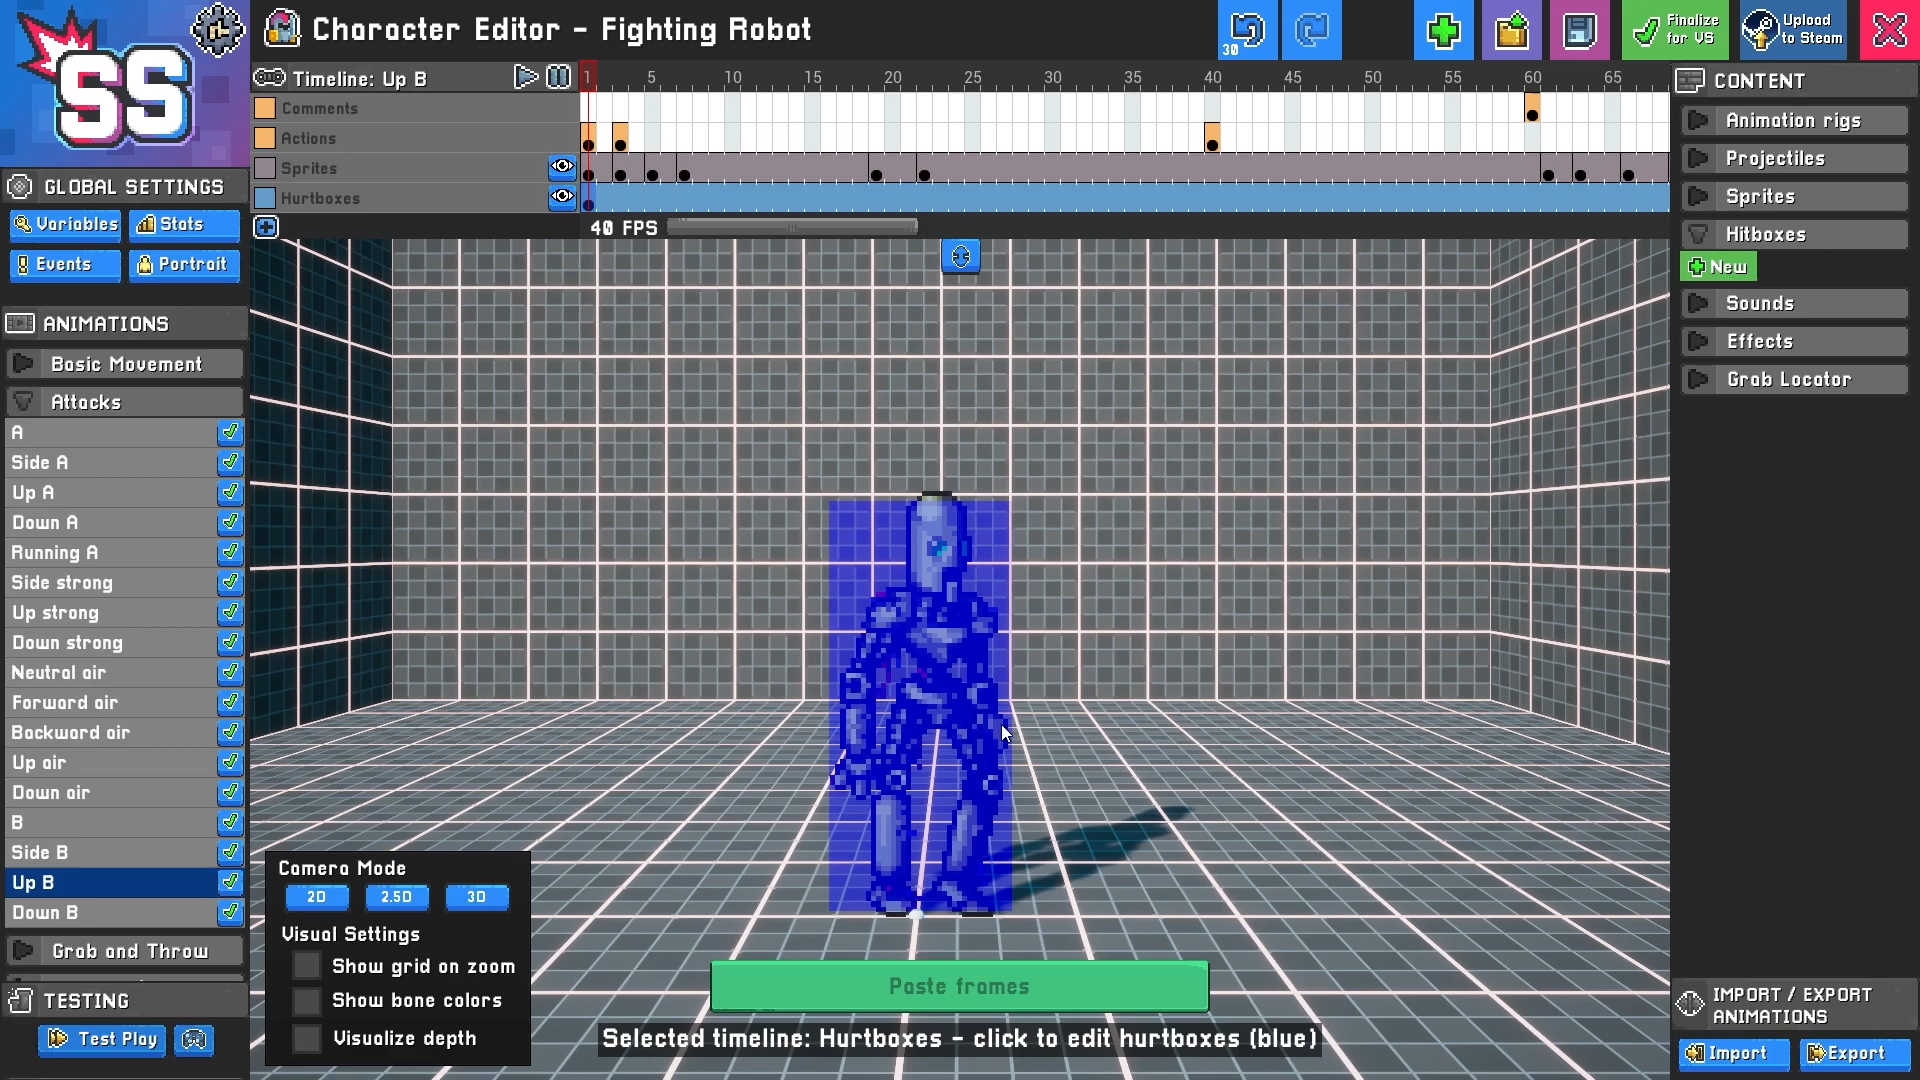 SS
Character Editor - Fighting Robot
30
Finalize
for VS
Upload
to Steam
Timeline: Up B
1 5 10 15 20 25 30 35 40 45 50 55 60 65
Comments
Actions
Sprites
Hurtboxes
40 FPS
GLOBAL SETTINGS
Variables
Stats
Events
Portrait
ANIMATIONS
Basic Movement
Attacks
A
Side A
Up A
Down A
Running A
Side strong
Up strong
Down strong
Neutral air
Forward air
Backward air
Up air
Down air
B
Side B
Up B
Down B
Grab and Throw
TESTING
Test Play
Camera Mode
2D
2.5D
3D
Visual Settings
Show grid on zoom
Show bone colors
Visualize depth
Paste frames
Selected timeline: Hurtboxes - click to edit hurtboxes (blue)
CONTENT
Animation rigs
Projectiles
Sprites
Hitboxes
New
Sounds
Effects
Grab Locator
IMPORT / EXPORT
ANIMATIONS
Import
Export